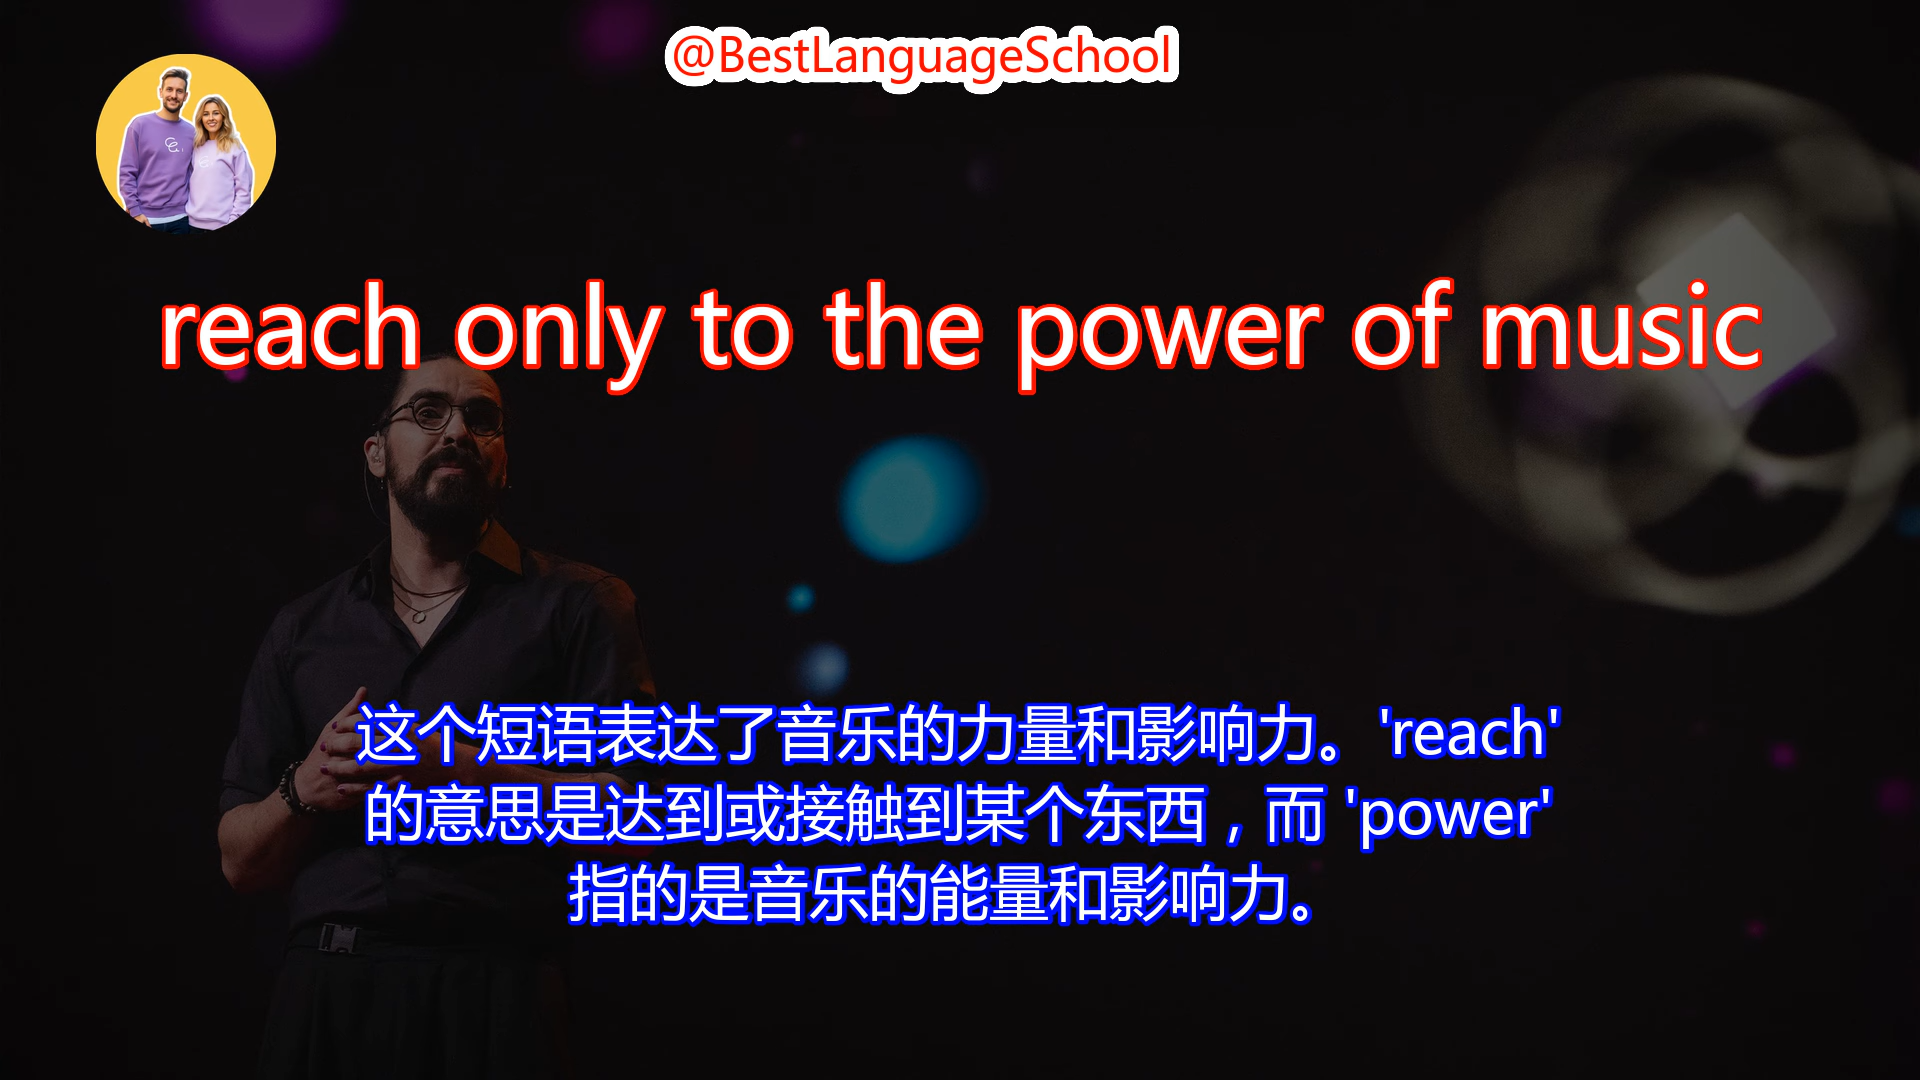 @BestLanguageSchool
reach only to the power of music
这个短语表达了音乐的力量和影响力。'reach'
的意思是达到或接触到某个东西，而 'power'
指的是音乐的能量和影响力。